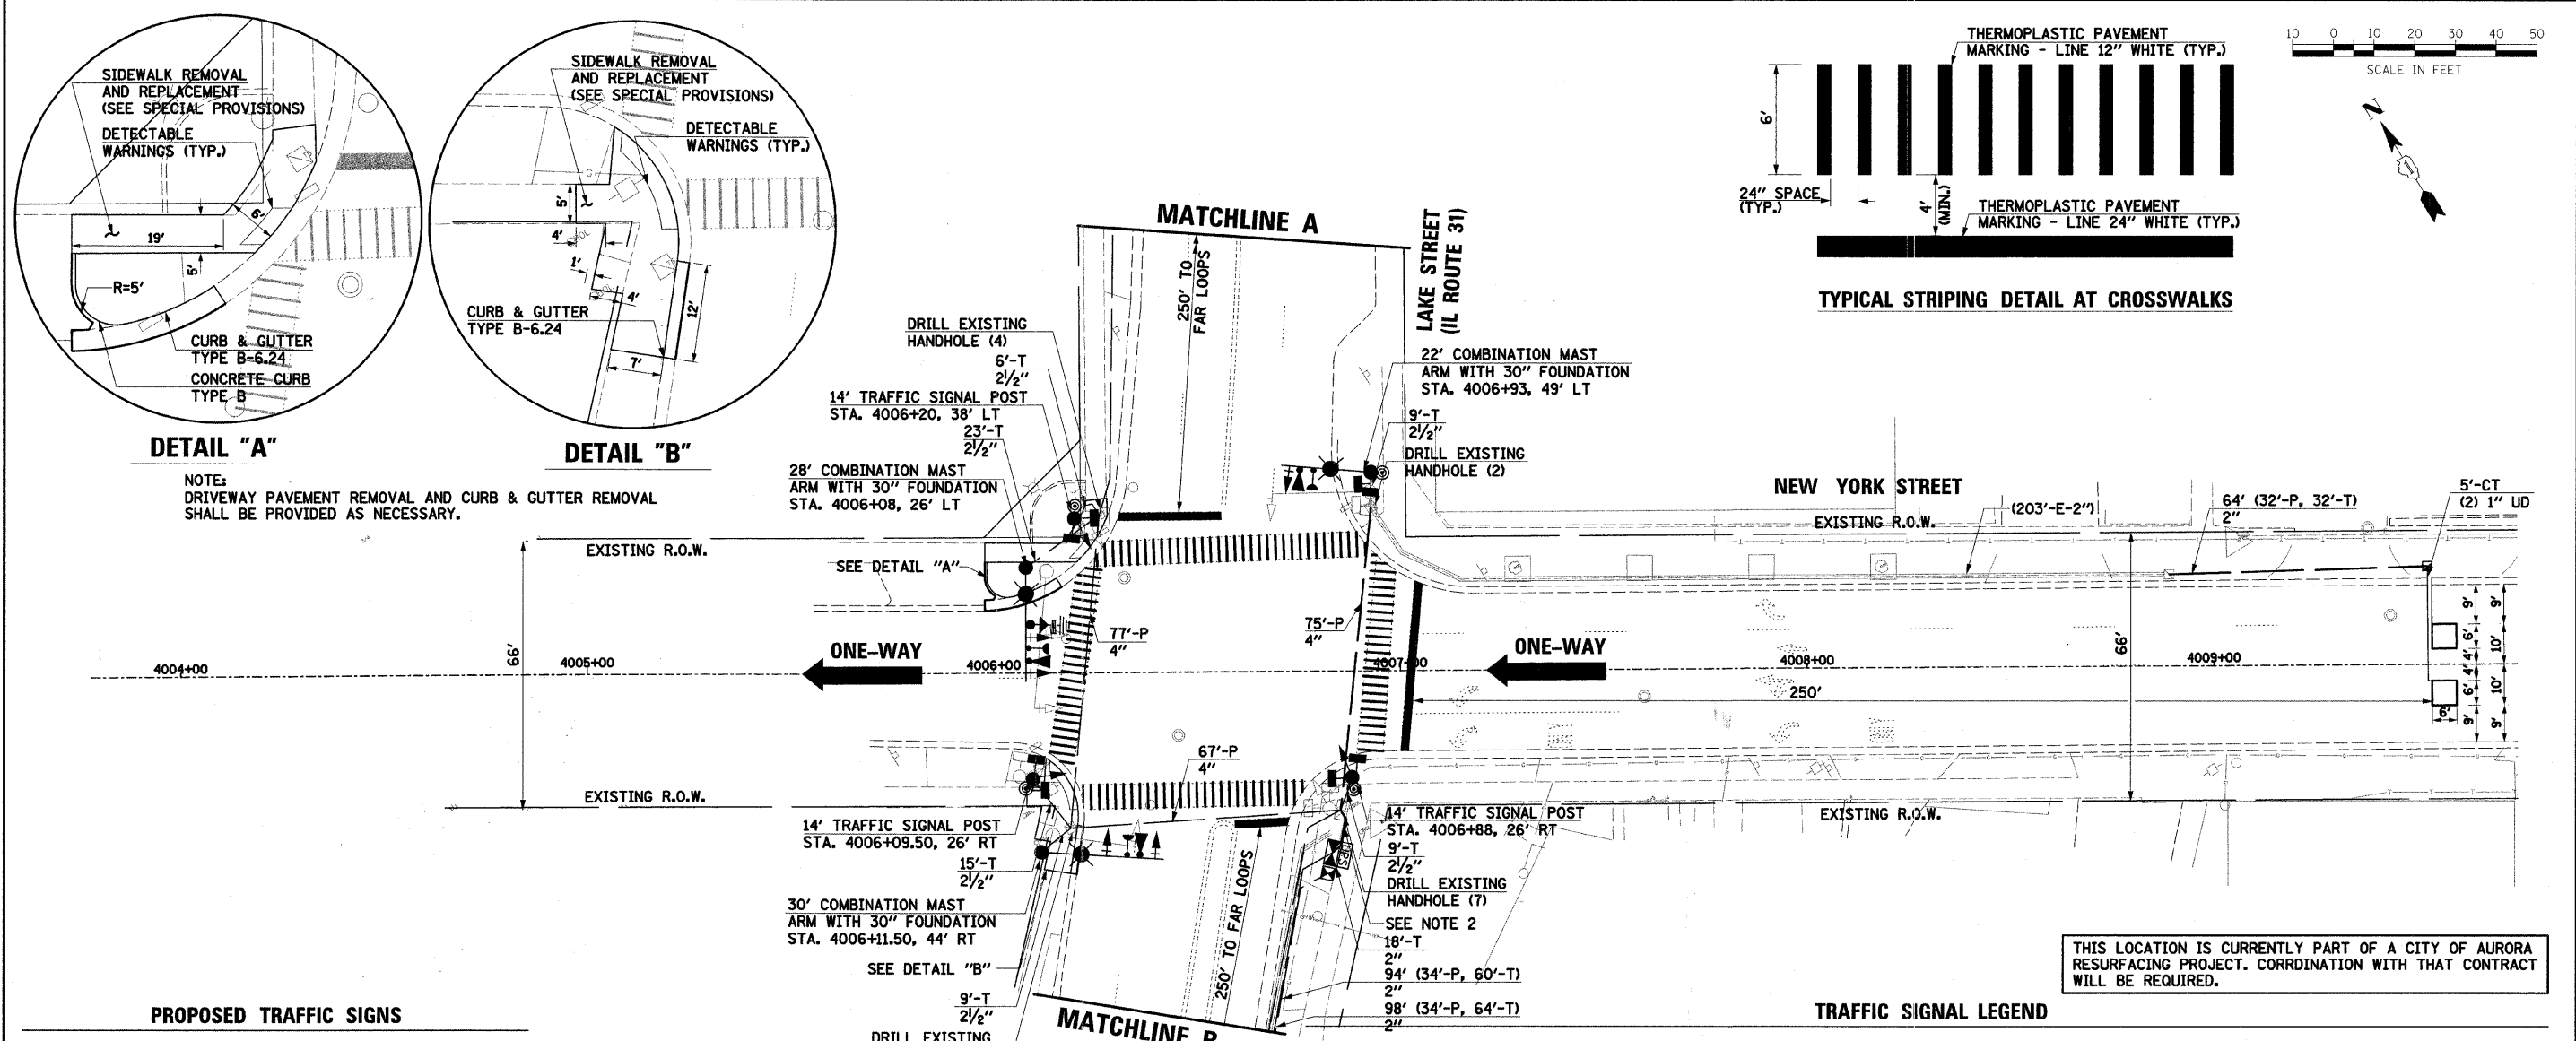 SIDEWALK REMOVAL
AND REPLACEMENT
(SEE SPECIAL PROVISIONS)
DETECTABLE
WARNINGS (TYP.)
6'
19'
5'
R=5'
CURB & GUTTER
TYPE B-6.24
CONCRETE CURB
TYPE B
DETAIL "A"
SIDEWALK REMOVAL
AND REPLACEMENT
(SEE SPECIAL PROVISIONS)
DETECTABLE
WARNINGS (TYP.)
G
5'
4'
1'
4'
12'
7'
CURB & GUTTER
TYPE B-6.24
DETAIL "B"
NOTE:
DRIVEWAY PAVEMENT REMOVAL AND CURB & GUTTER REMOVAL
SHALL BE PROVIDED AS NECESSARY.
THERMOPLASTIC PAVEMENT
MARKING - LINE 12" WHITE (TYP.)
6'
24" SPACE
(TYP.)
4'
(MIN.)
THERMOPLASTIC PAVEMENT
MARKING - LINE 24" WHITE (TYP.)
TYPICAL STRIPING DETAIL AT CROSSWALKS
10 0 10 20 30 40 50
SCALE IN FEET
N
MATCHLINE A
LAKE STREET
(IL ROUTE 31)
250' TO
FAR LOOPS
DRILL EXISTING
HANDHOLE (4)
6'-T
2 1/2"
14' TRAFFIC SIGNAL POST
STA. 4006+20, 38' LT
23'-T
2 1/2"
28' COMBINATION MAST
ARM WITH 30" FOUNDATION
STA. 4006+08, 26' LT
22' COMBINATION MAST
ARM WITH 30" FOUNDATION
STA. 4006+93, 49' LT
9'-T
2 1/2"
DRILL EXISTING
HANDHOLE (2)
NEW YORK STREET
EXISTING R.O.W.
(203'-E-2")
64' (32'-P, 32'-T)
2"
5'-CT
(2) 1" UD
EXISTING R.O.W.
SEE DETAIL "A"
66'
77'-P
4"
75'-P
4"
ONE-WAY
ONE-WAY
4004+00
4005+00
4006+00
4007+00
4008+00
4009+00
250'
66'
9'
6'
4'
4'
6'
9'
9'
10'
10'
9'
6'
67'-P
4"
EXISTING R.O.W.
14' TRAFFIC SIGNAL POST
STA. 4006+09.50, 26' RT
15'-T
2 1/2"
30' COMBINATION MAST
ARM WITH 30" FOUNDATION
STA. 4006+11.50, 44' RT
SEE DETAIL "B"
9'-T
2 1/2"
DRILL EXISTING
MATCHLINE B
250' TO FAR LOOPS
UPS
14' TRAFFIC SIGNAL POST
STA. 4006+88, 26' RT
9'-T
2 1/2"
DRILL EXISTING
HANDHOLE (7)
SEE NOTE 2
18'-T
2"
94' (34'-P, 60'-T)
2"
98' (34'-P, 64'-T)
2"
EXISTING R.O.W.
THIS LOCATION IS CURRENTLY PART OF A CITY OF AURORA
RESURFACING PROJECT. CORRDINATION WITH THAT CONTRACT
WILL BE REQUIRED.
PROPOSED TRAFFIC SIGNS
TRAFFIC SIGNAL LEGEND